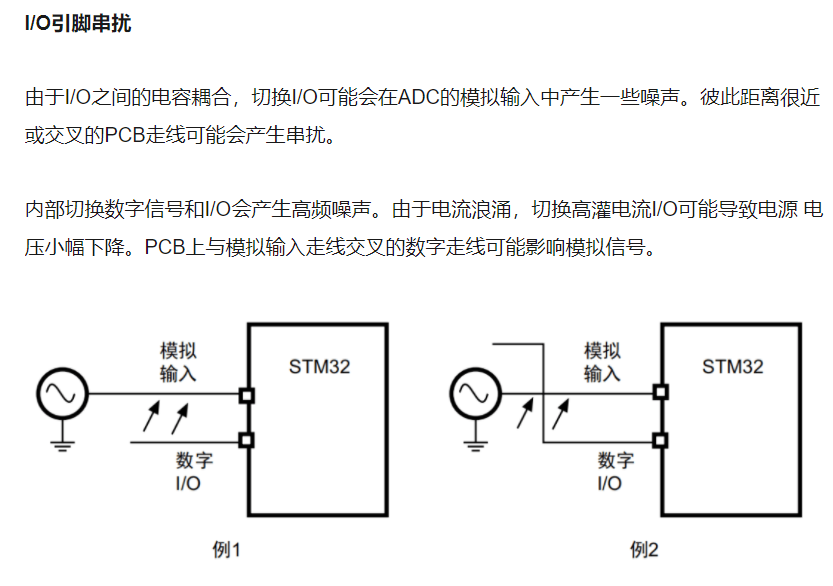 I/O引脚串扰
由于I/O之间的电容耦合，切换I/O可能会在ADC的模拟输入中产生一些噪声。彼此距离很近
或交叉的PCB走线可能会产生串扰。
内部切换数字信号和I/O会产生高频噪声。由于电流浪涌，切换高灌电流I/O可能导致电源 电
压小幅下降。PCB上与模拟输入走线交叉的数字走线可能影响模拟信号。
模拟
输入
STM32
数字
I/O
例1
模拟
输入
STM32
数字
I/O
例2